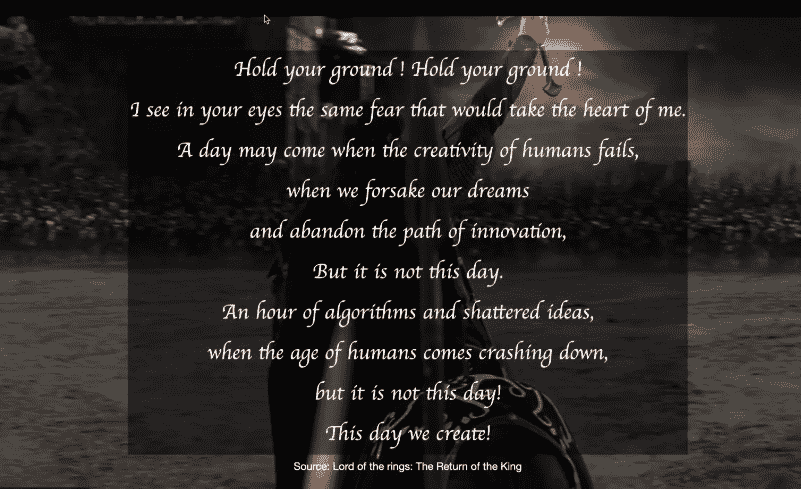 Hold your ground ! Hold your ground !
I see in your eyes the same fear that would take the heart of me.
A day may come when the creativity of humans fails,
when we forsake our dreams
and abandon the path of innovation,
But it is not this day.
An hour of algorithms and shattered ideas,
when the age of humans comes crashing down,
but it is not this day!
This day we create!
Source: Lord of the rings: The Return of the King